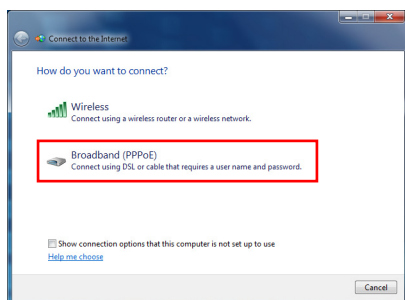 Connect to the Internet
How do you want to connect?
Wireless
Connect using a wireless router or a wireless network.
Broadband (PPPoE)
Connect using DSL or cable that requires a user name and password.
Show connection options that this computer is not set up to use
Help me choose
Cancel